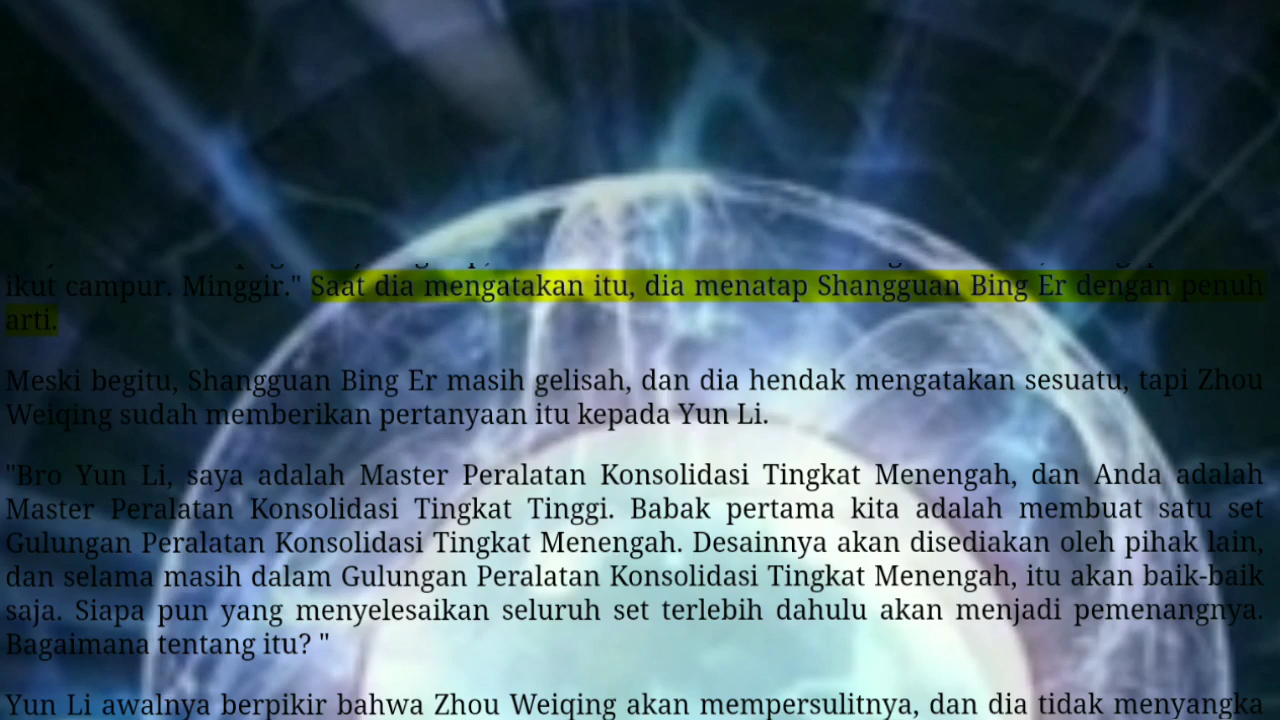 ikut campur. Minggir." Saat dia mengatakan itu, dia menatap Shangguan Bing Er dengan penuh
arti.
Meski begitu, Shangguan Bing Er masih gelisah, dan dia hendak mengatakan sesuatu, tapi Zhou
Weiqing sudah memberikan pertanyaan itu kepada Yun Li.
"Bro Yun Li, saya adalah Master Peralatan Konsolidasi Tingkat Menengah, dan Anda adalah
Master Peralatan Konsolidasi Tingkat Tinggi. Babak pertama kita adalah membuat satu set
Gulungan Peralatan Konsolidasi Tingkat Menengah. Desainnya akan disediakan oleh pihak lain,
dan selama masih dalam Gulungan Peralatan Konsolidasi Tingkat Menengah, itu akan baik-baik
saja. Siapa pun yang menyelesaikan seluruh set terlebih dahulu akan menjadi pemenangnya.
Bagaimana tentang itu? "
Yun Li awalnya berpikir bahwa Zhou Weiqing akan mempersulitnya, dan dia tidak menyangka